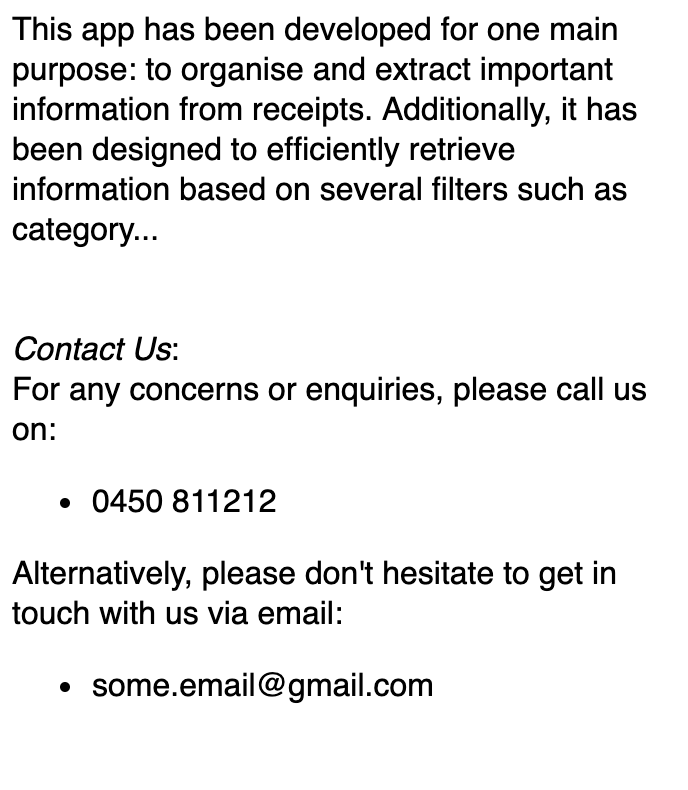 This app has been developed for one main
purpose: to organise and extract important
information from receipts. Additionally, it has
been designed to efficiently retrieve
information based on several filters such as
category...
Contact Us:
For any concerns or enquiries, please call us
on:
• 0450 811212
Alternatively, please don't hesitate to get in
touch with us via email:
• some.email@gmail.com